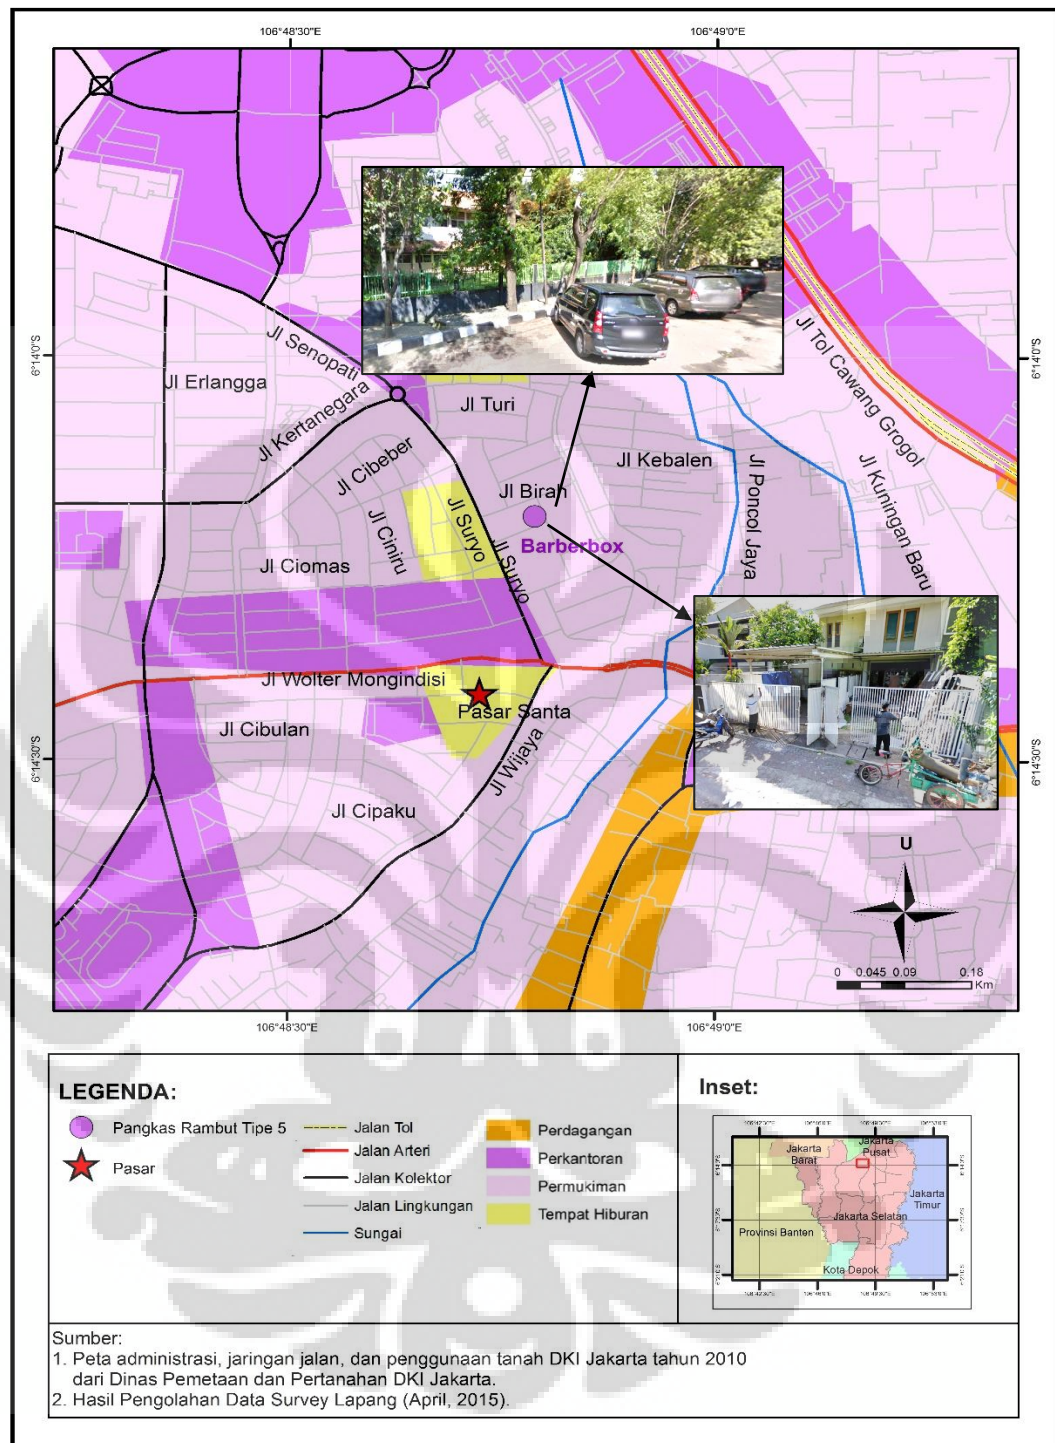 106°48'30"E
106°49'0"E
6°14'0"S
6°14'0"S
Jl Senopati
Jl Erlangga
Jl Kertanegara
Jl Turi
Jl Tol Cawang Grogol
Jl Cibeber
Jl Kebalen
Jl Poncol Jaya
Jl Kuningan Baru
Jl Birah
Jl Suryo
Barberbox
Jl Ciniru
Jl Suryo
Jl Ciomas
Jl Wolter Mongindisi
Pasar Santa
Jl Cibulan
Jl Wijaya
6°14'30"S
6°14'30"S
Jl Cipaku
U
0 0.045 0.09 0.18
Km
106°48'30"E
106°49'0"E
LEGENDA:
Pangkas Rambut Tipe 5
Pasar
Jalan Tol
Jalan Arteri
Jalan Kolektor
Jalan Lingkungan
Sungai
Perdagangan
Perkantoran
Permukiman
Tempat Hiburan
Inset:
Jakarta
Barat
Jakarta
Pusat
Jakarta
Timur
Jakarta Selatan
Provinsi Banten
Kota Depok
Sumber:
1. Peta administrasi, jaringan jalan, dan penggunaan tanah DKI Jakarta tahun 2010
dari Dinas Pemetaan dan Pertanahan DKI Jakarta.
2. Hasil Pengolahan Data Survey Lapang (April, 2015).